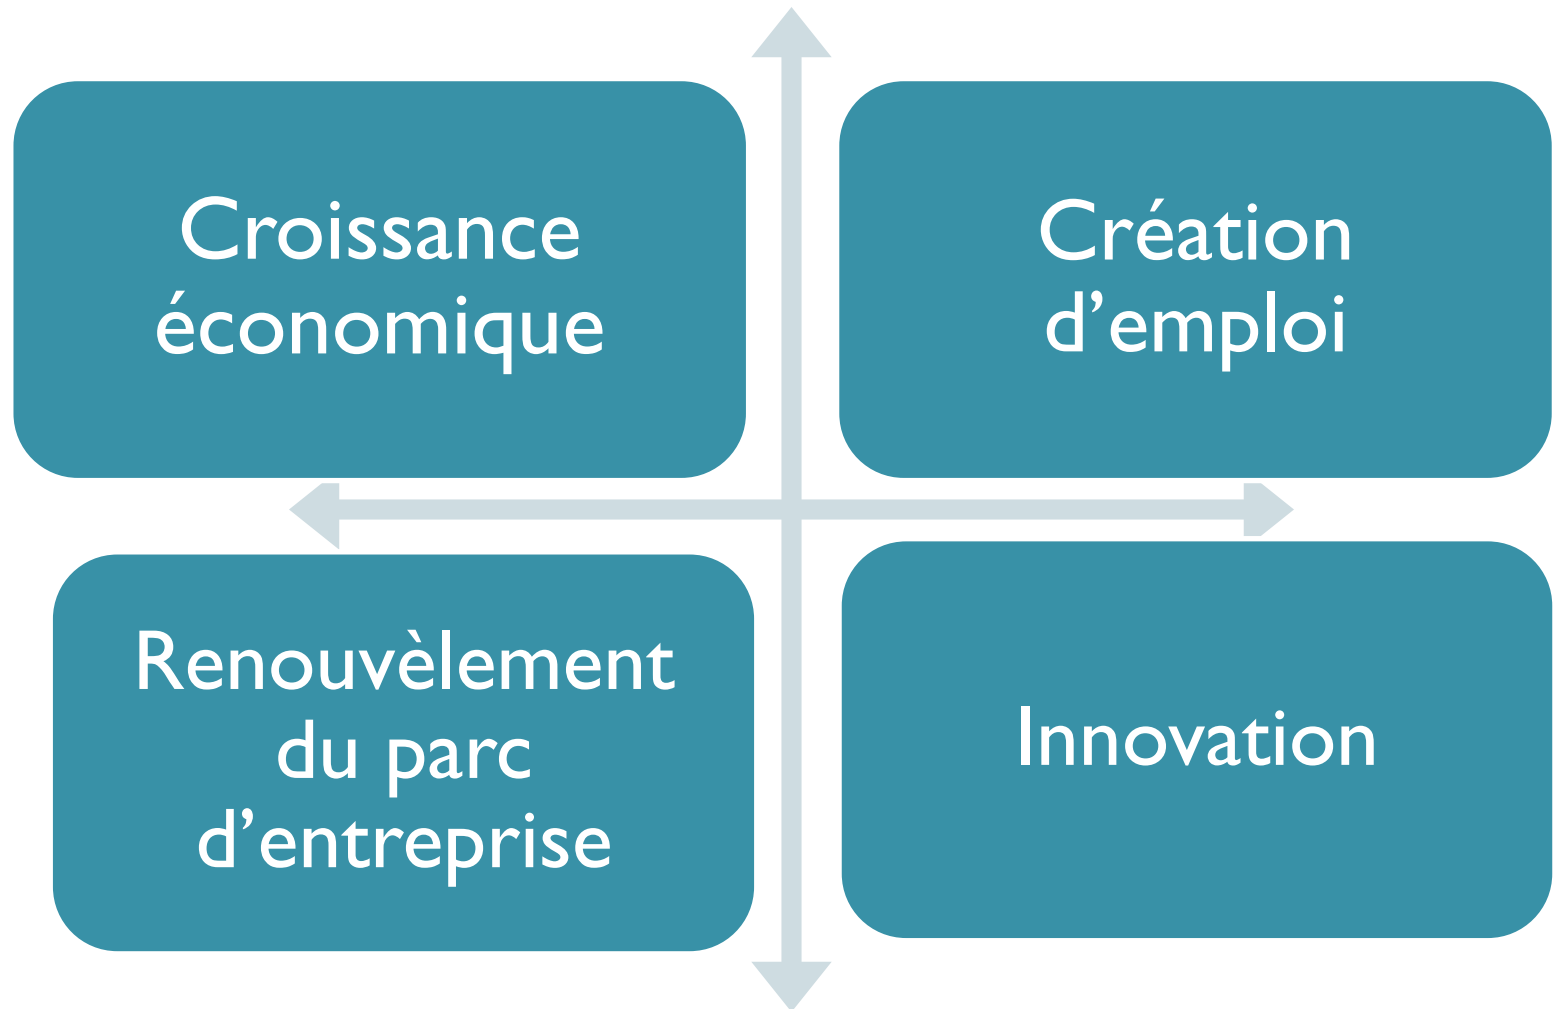 Croissance
économique
Création
d’emploi
Renouvèlement
du parc
d’entreprise
Innovation